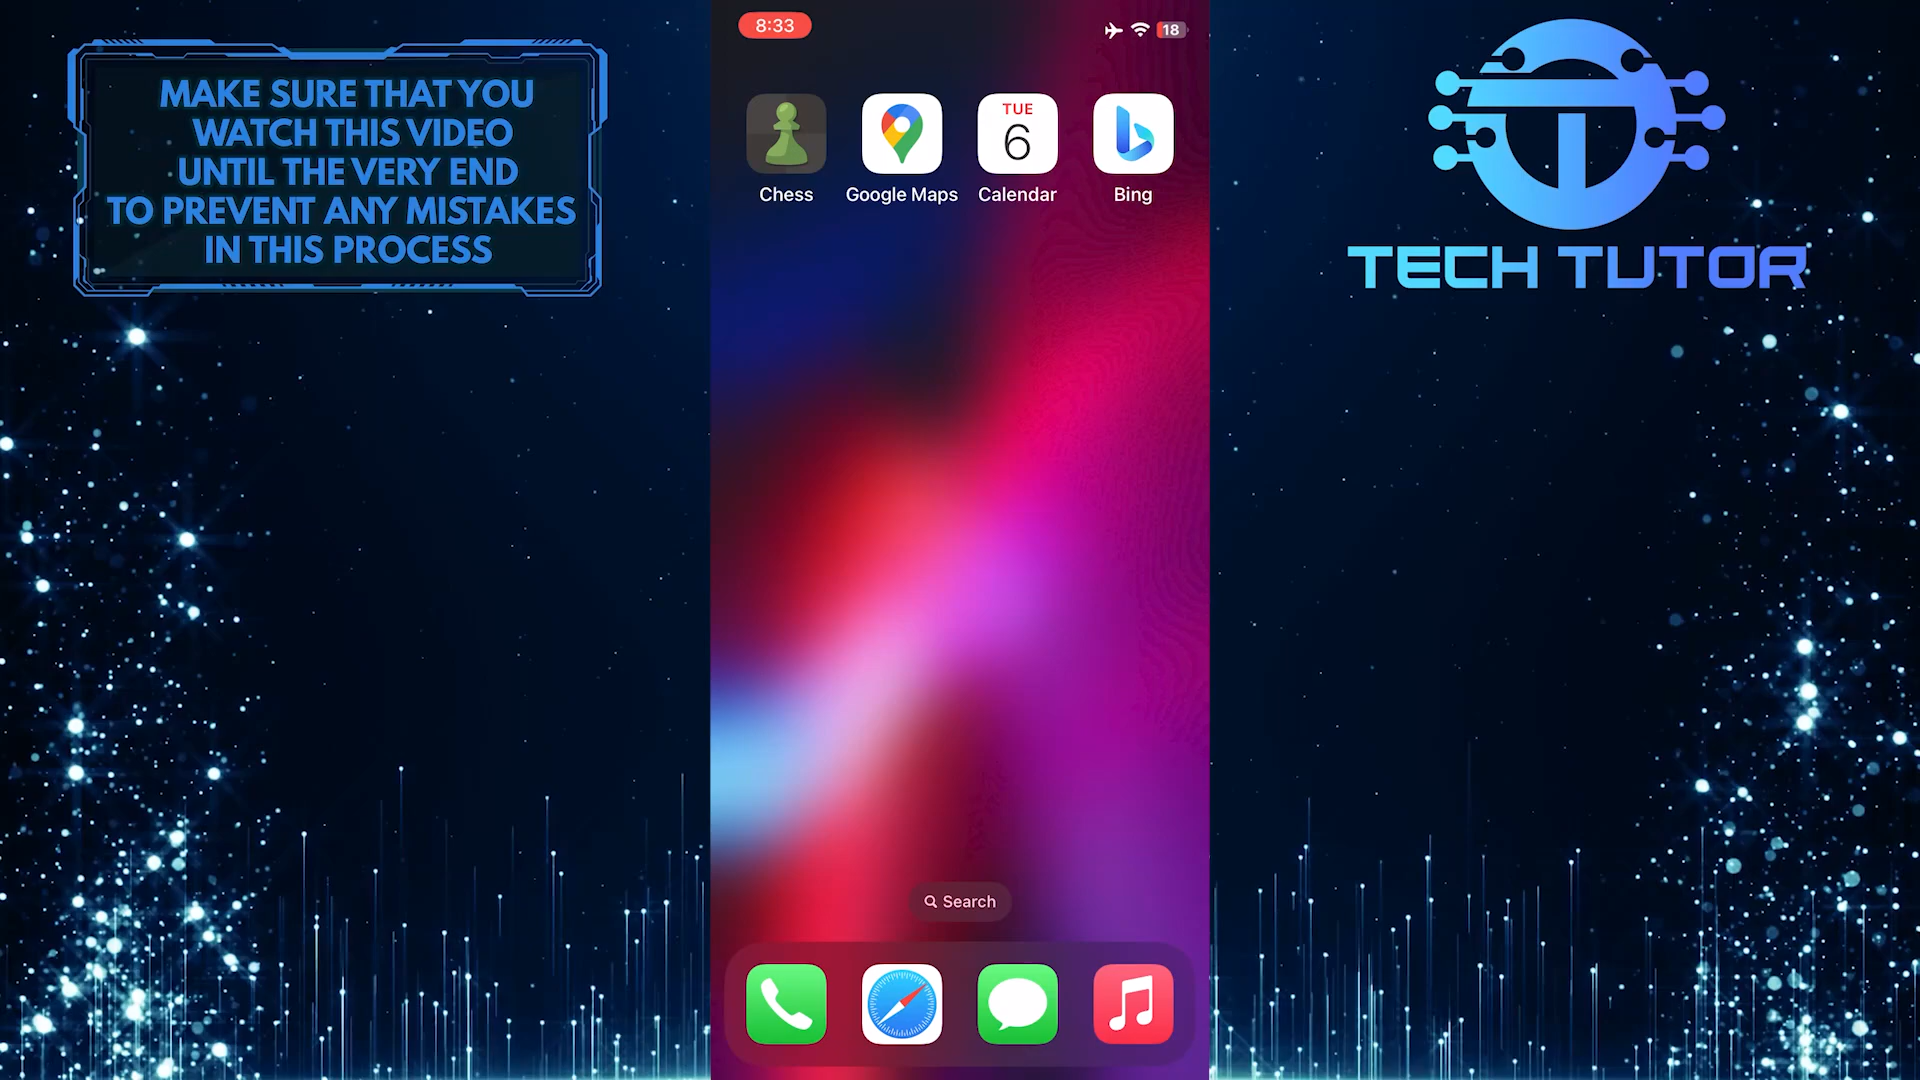 MAKE SURE THAT YOU
WATCH THIS VIDEO
UNTIL THE VERY END
TO PREVENT ANY MISTAKES
IN THIS PROCESS
8:33
18
TUE
6
Chess
Google Maps
Calendar
Bing
Search
TECH TUTOR